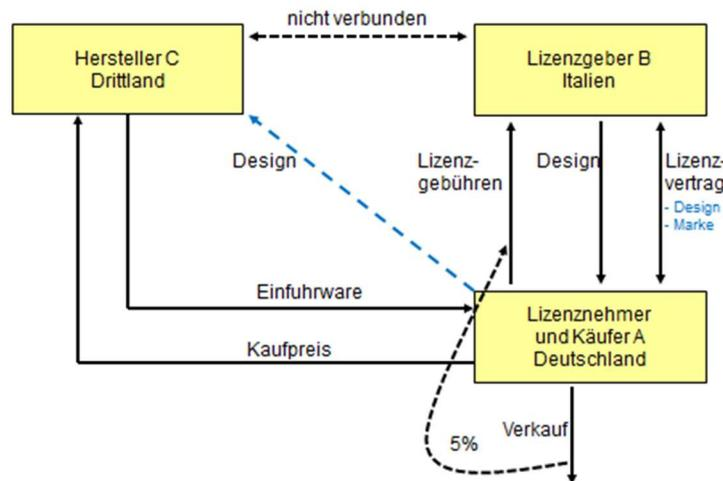 nicht verbunden
Hersteller C
Drittland
Lizenzgeber B
Italien
Design
Lizenz-
gebühren
Design
Lizenz-
vertrag
- Design
- Marke
Einfuhrware
Kaufpreis
Lizenznehmer
und Käufer A
Deutschland
5%
Verkauf